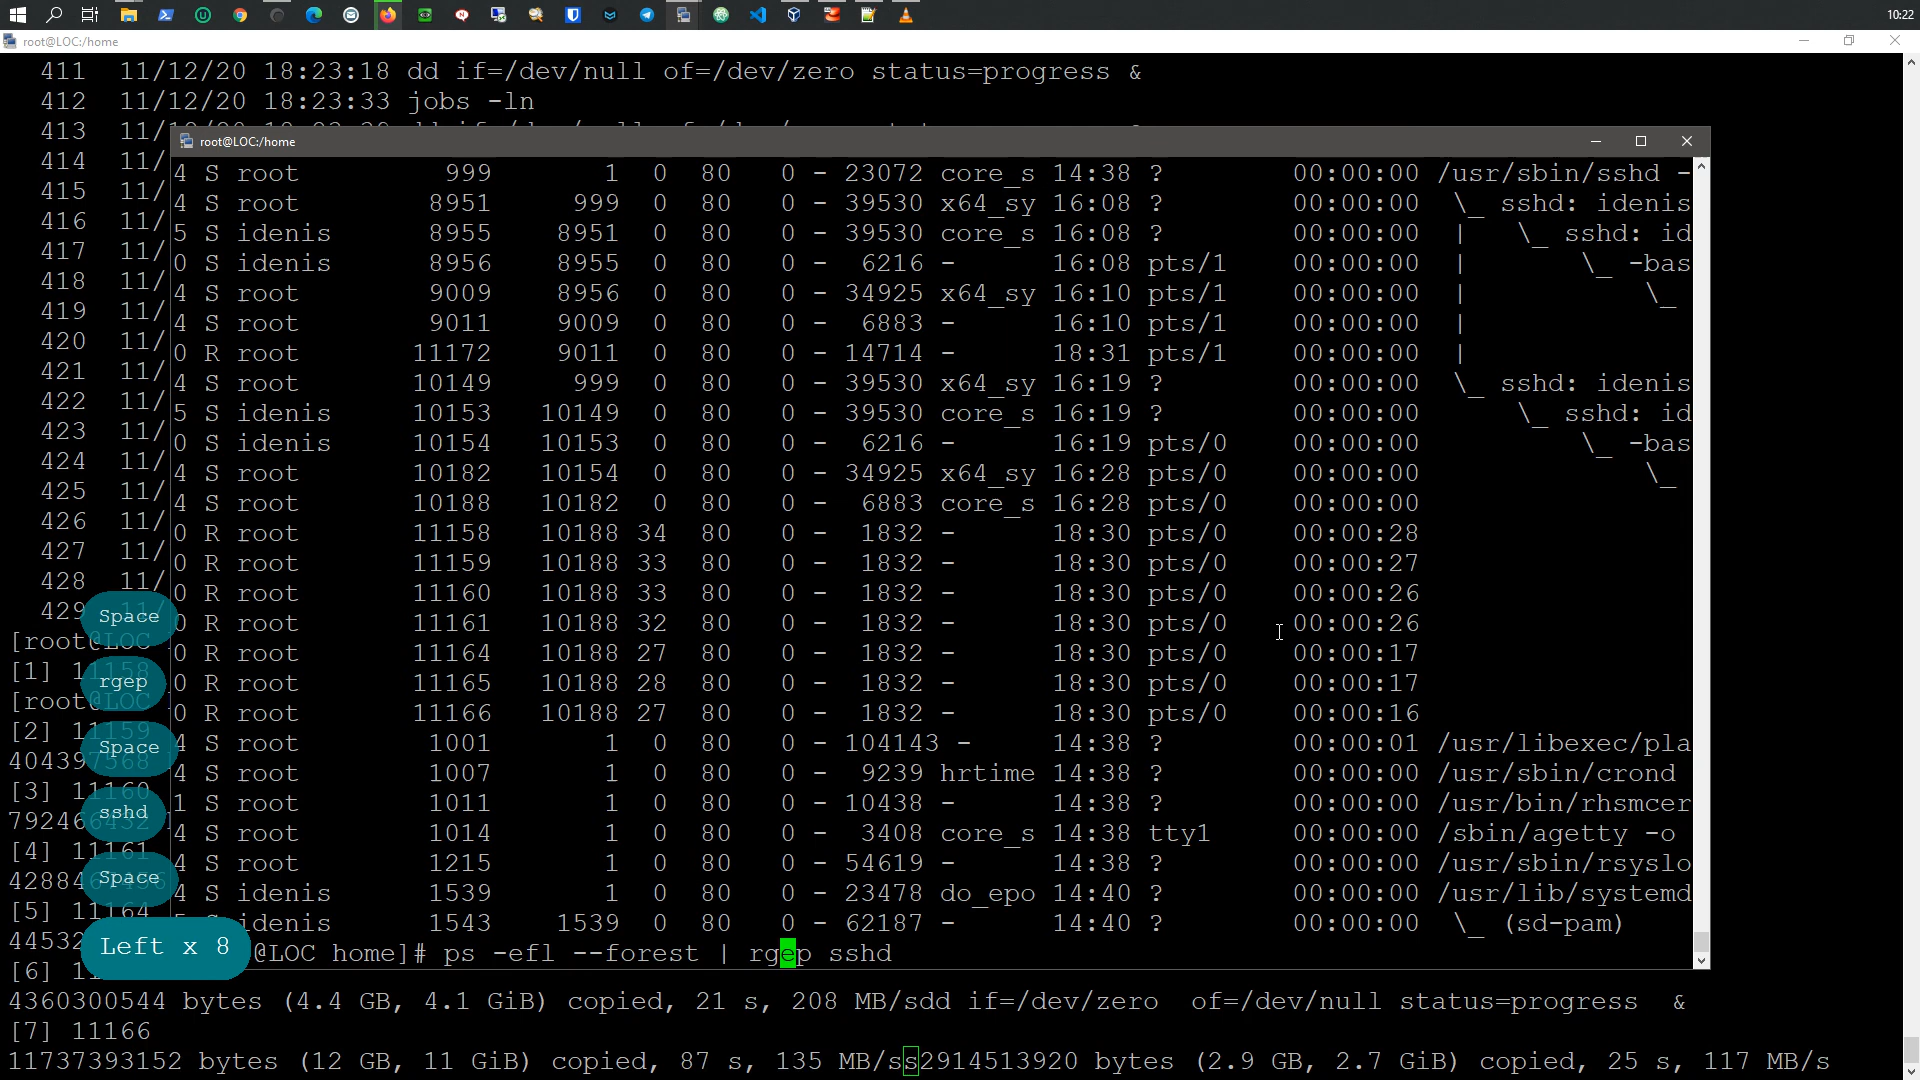 10:22
root@LOC:/home
411 11/12/20 18:23:18 dd if=/dev/null of=/dev/zero status=progress &
412 11/12/20 18:23:33 jobs -ln
413 11/
414 11/
415 11/
416 11/
417 11/
418 11/
419 11/
420 11/
421 11/
422 11/
423 11/
424 11/
425 11/
426 11/
427 11/
428 11/
429
[root@LOC
[1] 11158
[root@LOC
[2] 11159
404397568
[3] 11160
792466432
[4] 11161
[5] 11164
44532
[6] 11
4360300544 bytes (4.4 GB, 4.1 GiB) copied, 21 s, 208 MB/sdd if=/dev/zero  of=/dev/null status=progress  &
[7] 11166
11737393152 bytes (12 GB, 11 GiB) copied, 87 s, 135 MB/ss2914513920 bytes (2.9 GB, 2.7 GiB) copied, 25 s, 117 MB/s
root@LOC:/home
4 S root 999 1 0 80 0 - 23072 core_s 14:38 ? 00:00:00 /usr/sbin/sshd -
4 S root 8951 999 0 80 0 - 39530 x64_sy 16:08 ? 00:00:00 \_ sshd: idenis
5 S idenis 8955 8951 0 80 0 - 39530 core_s 16:08 ? 00:00:00 | \_ sshd: id
0 S idenis 8956 8955 0 80 0 - 6216 - 16:08 pts/1 00:00:00 | \_ -bas
4 S root 9009 8956 0 80 0 - 34925 x64_sy 16:10 pts/1 00:00:00 | \_
4 S root 9011 9009 0 80 0 - 6883 - 16:10 pts/1 00:00:00 |
0 R root 11172 9011 0 80 0 - 14714 - 18:31 pts/1 00:00:00 |
4 S root 10149 999 0 80 0 - 39530 x64_sy 16:19 ? 00:00:00 \_ sshd: idenis
5 S idenis 10153 10149 0 80 0 - 39530 core_s 16:19 ? 00:00:00 \_ sshd: id
0 S idenis 10154 10153 0 80 0 - 6216 - 16:19 pts/0 00:00:00 \_ -bas
4 S root 10182 10154 0 80 0 - 34925 x64_sy 16:28 pts/0 00:00:00 \_
4 S root 10188 10182 0 80 0 - 6883 core_s 16:28 pts/0 00:00:00
0 R root 11158 10188 34 80 0 - 1832 - 18:30 pts/0 00:00:28
0 R root 11159 10188 33 80 0 - 1832 - 18:30 pts/0 00:00:27
0 R root 11160 10188 33 80 0 - 1832 - 18:30 pts/0 00:00:26
0 R root 11161 10188 32 80 0 - 1832 - 18:30 pts/0 00:00:26
0 R root 11164 10188 27 80 0 - 1832 - 18:30 pts/0 00:00:17
0 R root 11165 10188 28 80 0 - 1832 - 18:30 pts/0 00:00:17
0 R root 11166 10188 27 80 0 - 1832 - 18:30 pts/0 00:00:16
4 S root 1001 1 0 80 0 - 104143 - 14:38 ? 00:00:01 /usr/libexec/pla
4 S root 1007 1 0 80 0 - 9239 hrtime 14:38 ? 00:00:00 /usr/sbin/crond
1 S root 1011 1 0 80 0 - 10438 - 14:38 ? 00:00:00 /usr/bin/rhsmcer
4 S root 1014 1 0 80 0 - 3408 core_s 14:38 tty1 00:00:00 /sbin/agetty -o
4 S root 1215 1 0 80 0 - 54619 - 14:38 ? 00:00:00 /usr/sbin/rsyslo
4 S idenis 1539 1 0 80 0 - 23478 do_epo 14:40 ? 00:00:00 /usr/lib/systemd
5 S idenis 1543 1539 0 80 0 - 62187 - 14:40 ? 00:00:00 \_ (sd-pam)
@LOC home]# ps -efl --forest | rgep sshd
Space
rgep
Space
sshd
Space
Left x 8